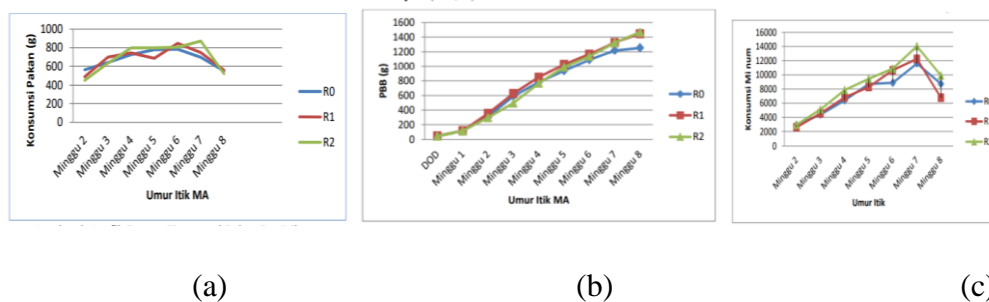 Konsumsi Pakan (g)
1000
800
600
400
200
0
Minggu 2
Minggu 3
Minggu 4
Minggu 5
Minggu 6
Minggu 7
Minggu 8
Umur Itik MA
R0
R1
R2
(a)
PBB (g)
1600
1400
1200
1000
800
600
400
200
0
DOD
Minggu 1
Minggu 2
Minggu 3
Minggu 4
Minggu 5
Minggu 6
Minggu 7
Minggu 8
Umur Itik MA
R0
R1
R2
(b)
Konsumsi Mi num
16000
14000
12000
10000
8000
6000
4000
2000
0
Minggu 2
Minggu 3
Minggu 4
Minggu 5
Minggu 6
Minggu 7
Minggu 8
Umur Itik
R
R
R
(c)